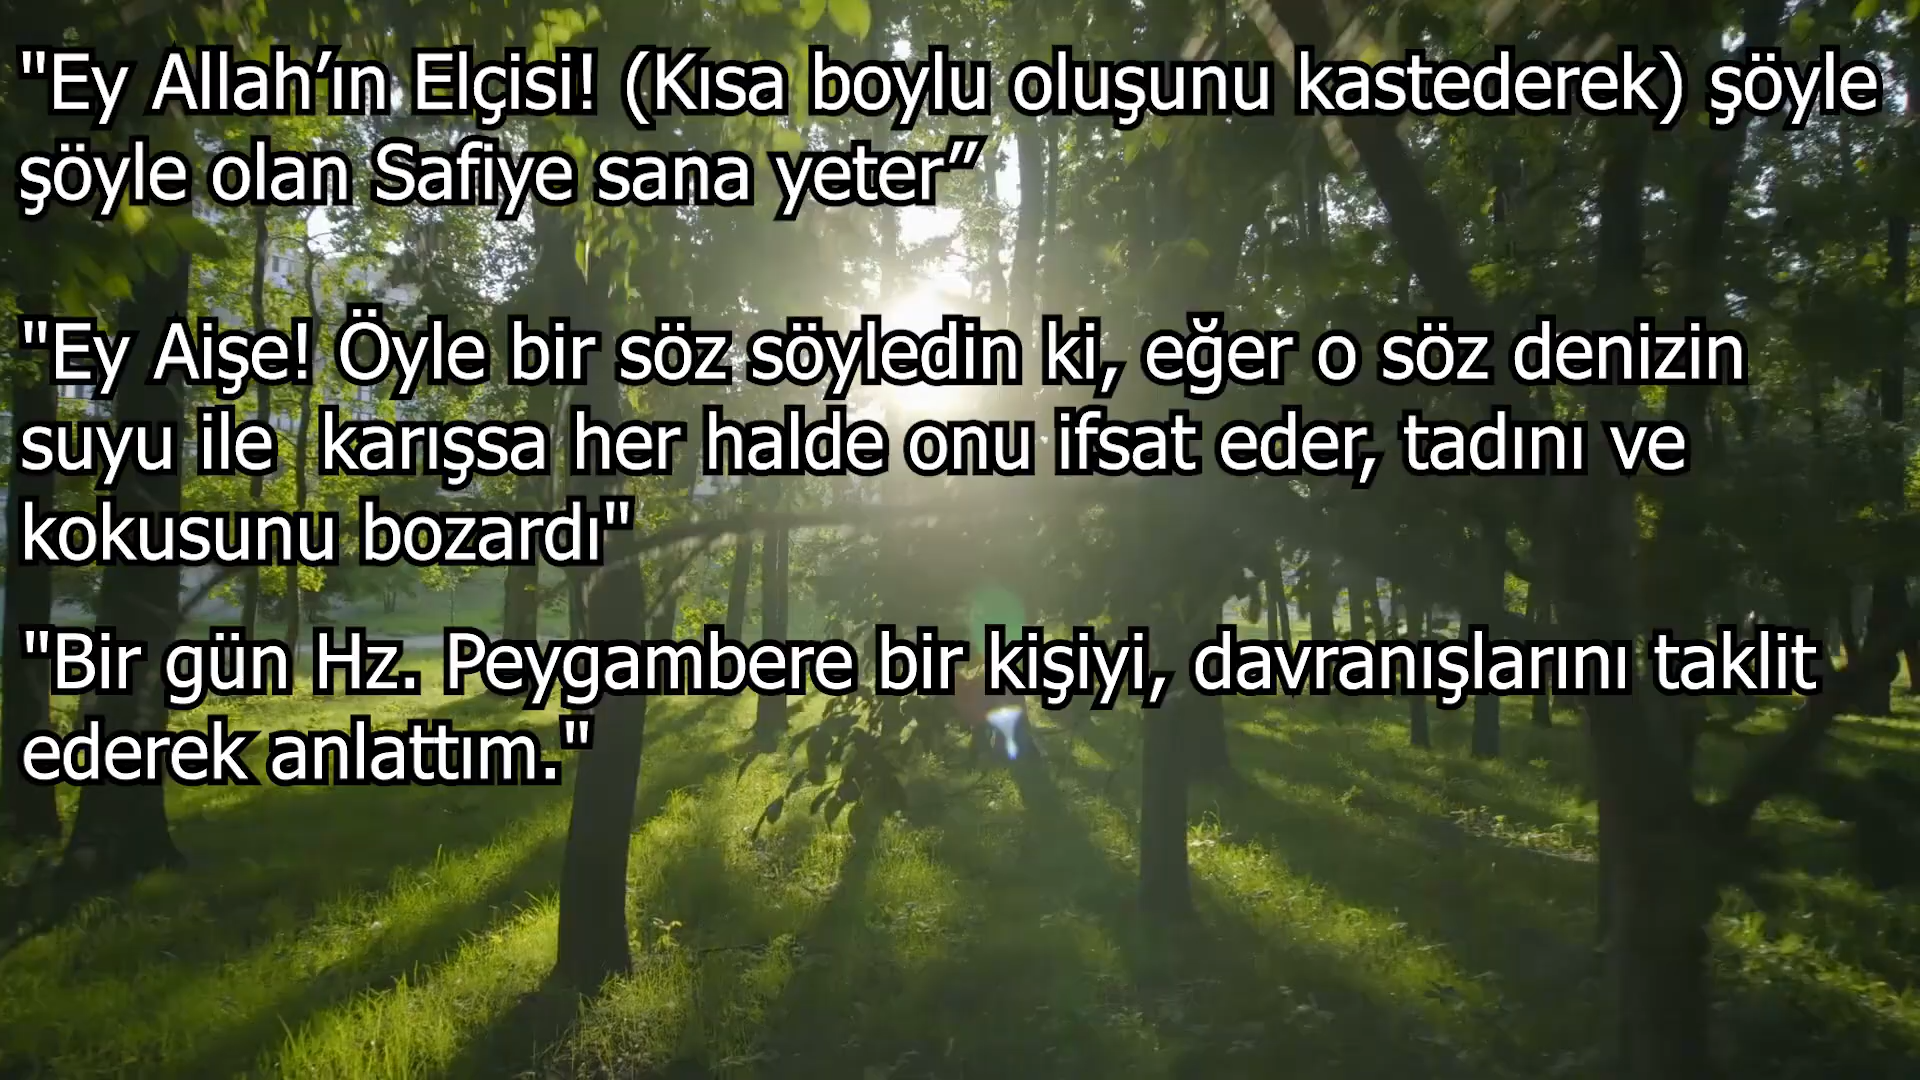 "Ey Allah’ın Elçisi! (Kısa boylu oluşunu kastederek) şöyle
şöyle olan Safiye sana yeter”
"Ey Aişe! Öyle bir söz söyledin ki, eğer o söz denizin
suyu ile  karışsa her halde onu ifsat eder, tadını ve
kokusunu bozardı"
"Bir gün Hz. Peygambere bir kişiyi, davranışlarını taklit
ederek anlattım."